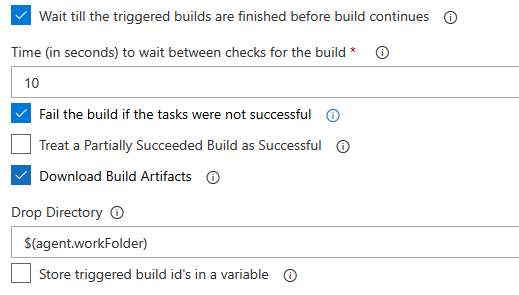 Wait till the triggered builds are finished before build continues
Time (in seconds) to wait between checks for the build *
10
Fail the build if the tasks were not successful
Treat a Partially Succeeded Build as Successful
Download Build Artifacts
Drop Directory
$(agent.workFolder)
Store triggered build id's in a variable